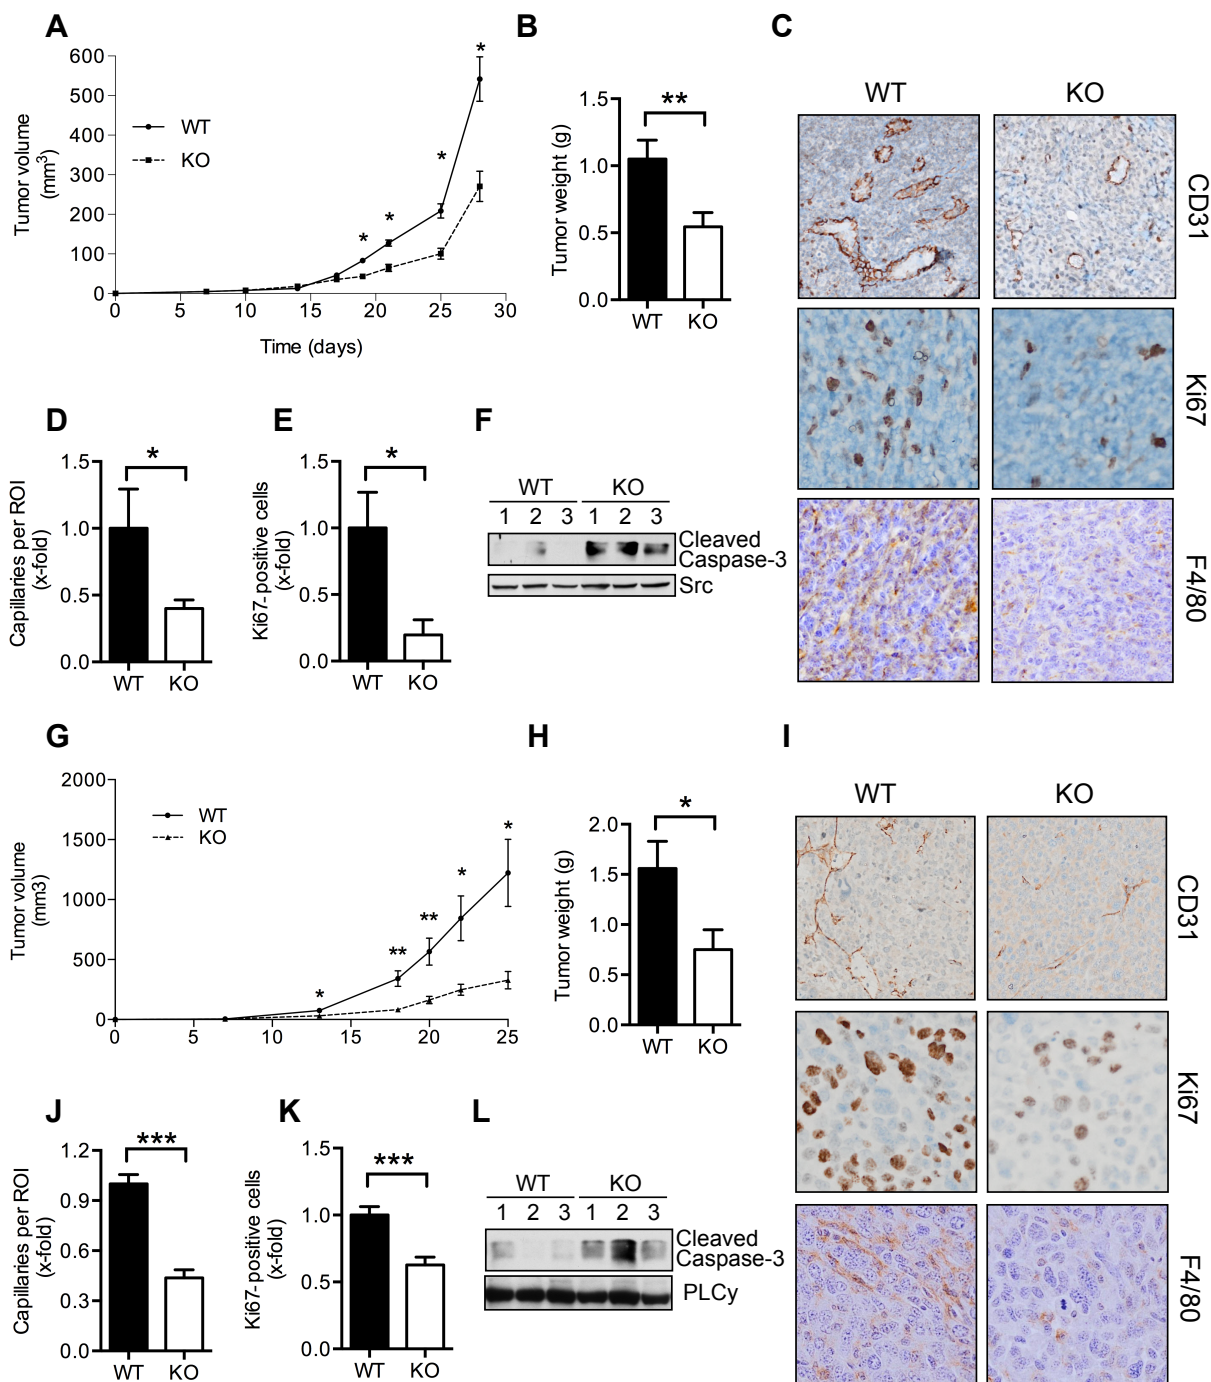 A
600
500
400
300
200
100
0
Tumor volume
(mm³)
WT
KO
*
*
*
*
0 5 10 15 20 25 30
Time (days)
B
1.5
1.0
0.5
0.0
Tumor weight (g)
**
WT KO
C
WT KO
CD31
Ki67
F4/80
D
1.5
1.0
0.5
0.0
Capillaries per ROI
(x-fold)
*
WT KO
E
1.5
1.0
0.5
0.0
Ki67-positive cells
(x-fold)
*
WT KO
F
WT KO
1 2 3 1 2 3
Cleaved
Caspase-3
Src
G
2000
1500
1000
500
0
Tumor volume
(mm3)
WT
KO
*
**
**
*
*
0 5 10 15 20 25
H
2.0
1.5
1.0
0.5
0.0
Tumor weight (g)
*
WT KO
I
WT KO
CD31
Ki67
F4/80
J
1.2
0.9
0.6
0.3
0.0
Capillaries per ROI
(x-fold)
***
WT KO
K
1.5
1.0
0.5
0.0
Ki67-positive cells
(x-fold)
***
WT KO
L
WT KO
1 2 3 1 2 3
Cleaved
Caspase-3
PLCy